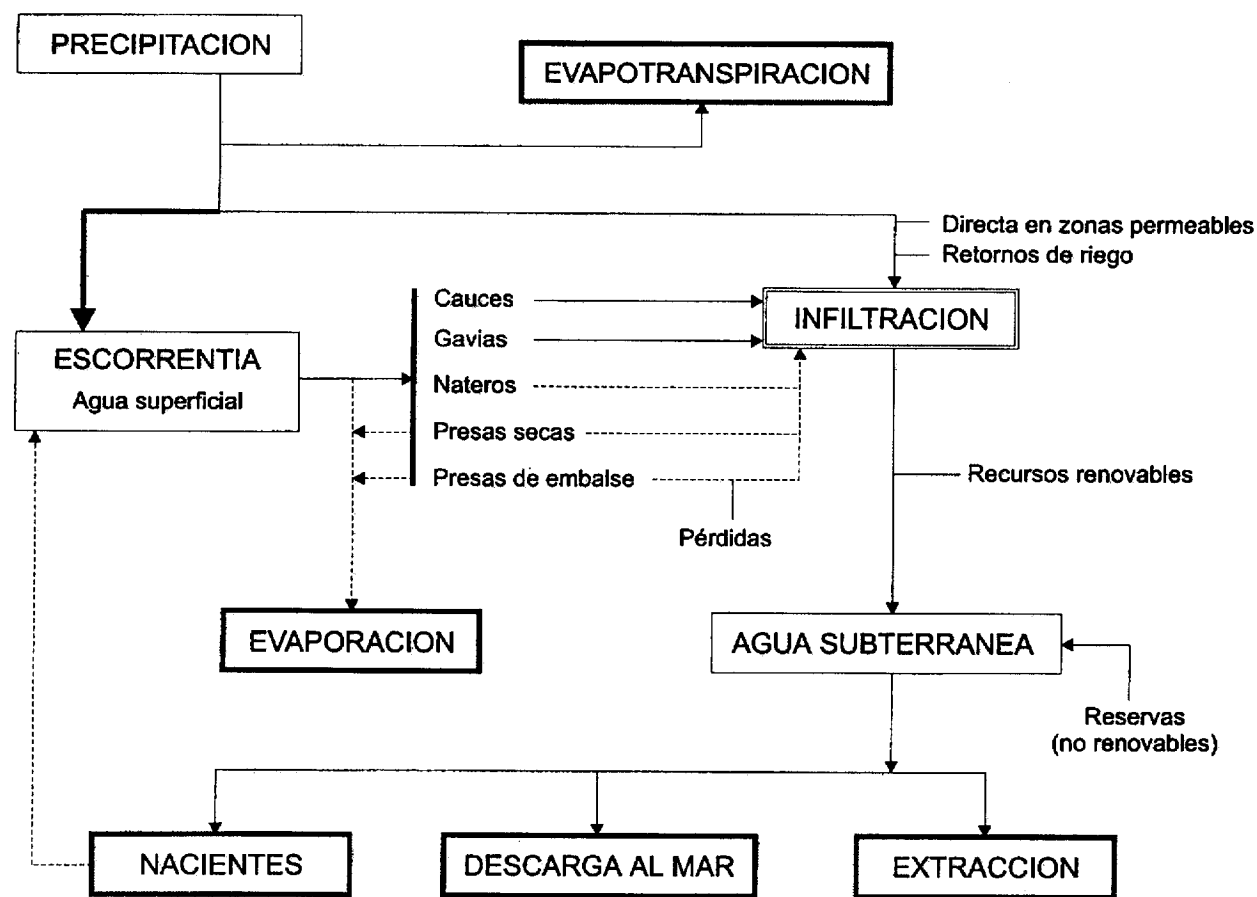 PRECIPITACION
EVAPOTRANSPIRACION
Directa en zonas permeables
Retornos de riego
Cauces
INFILTRACION
Gavias
ESCORRENTIA
Agua superficial
Nateros
Presas secas
Presas de embalse
Recursos renovables
Pérdidas
EVAPORACION
AGUA SUBTERRANEA
Reservas
(no renovables)
NACIENTES
DESCARGA AL MAR
EXTRACCION